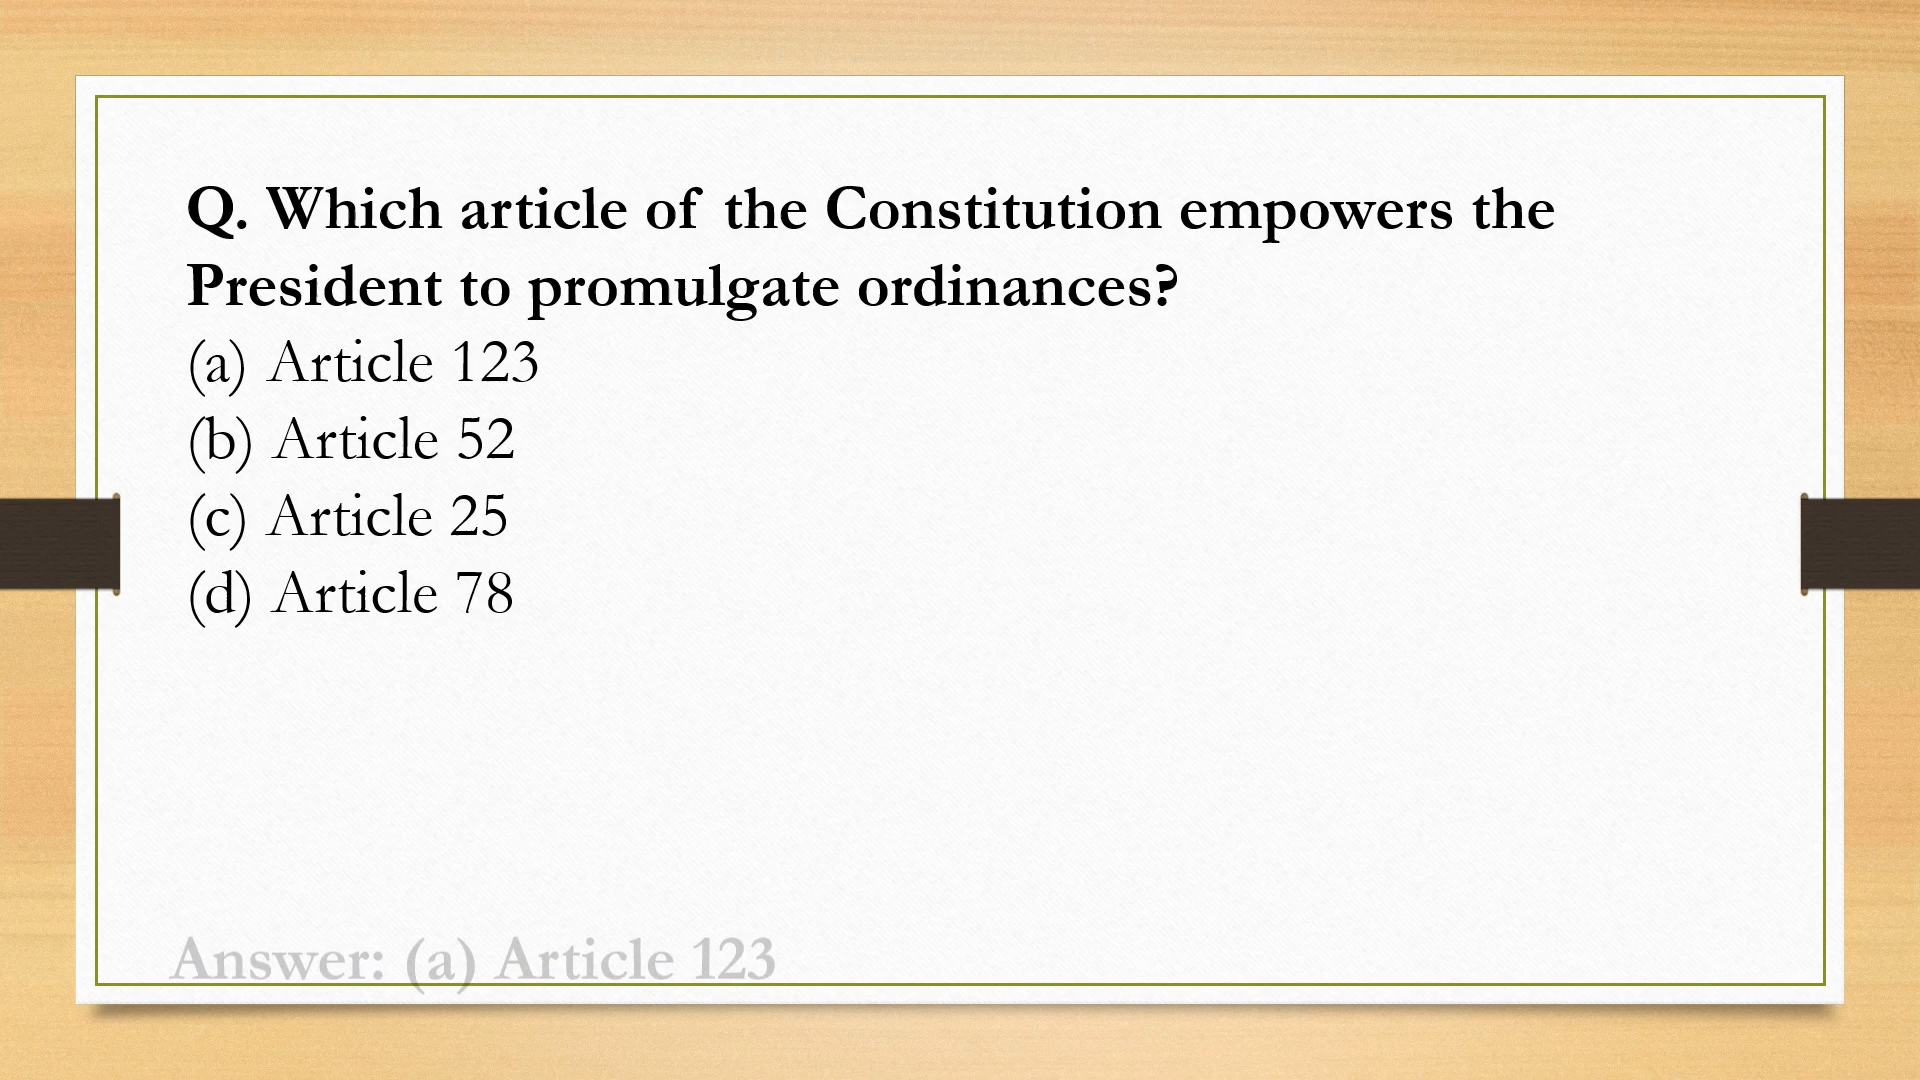 Q. Which article of the Constitution empowers the
President to promulgate ordinances?
(a) Article 123
(b) Article 52
(c) Article 25
(d) Article 78
Answer: (a) Article 123